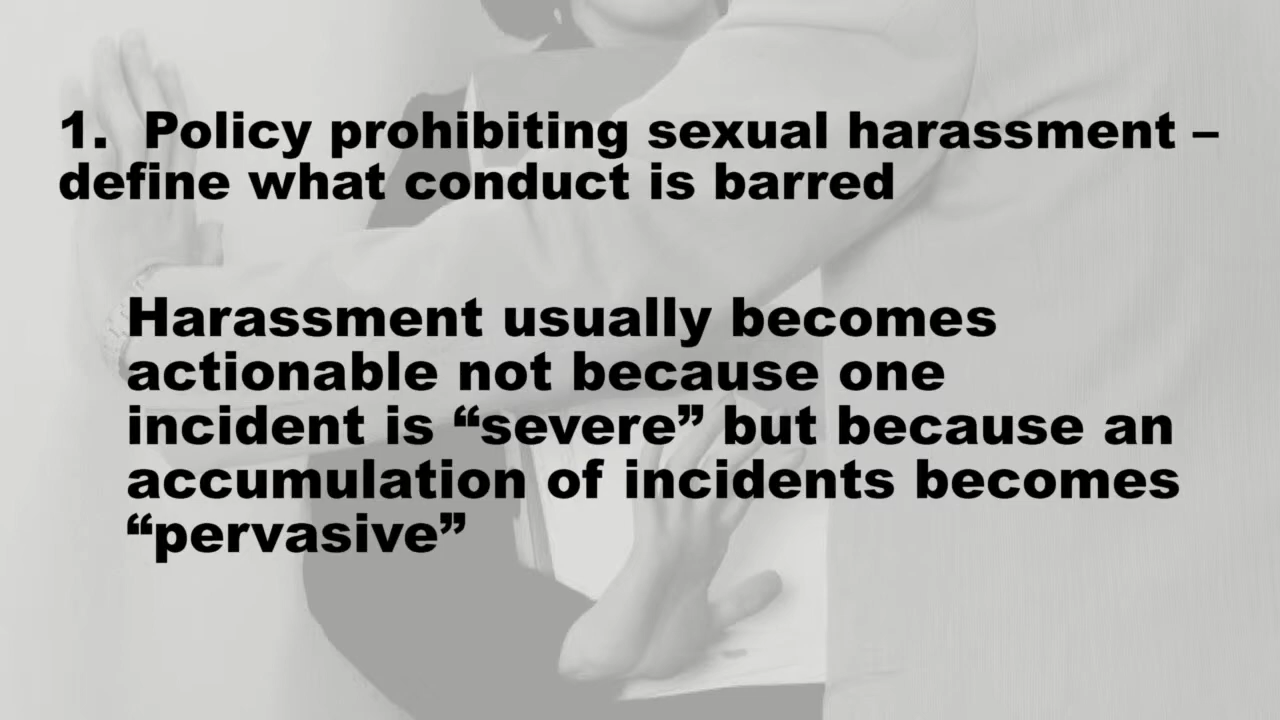 1.  Policy prohibiting sexual harassment –
define what conduct is barred
Harassment usually becomes
actionable not because one
incident is “severe” but because an
accumulation of incidents becomes
“pervasive”